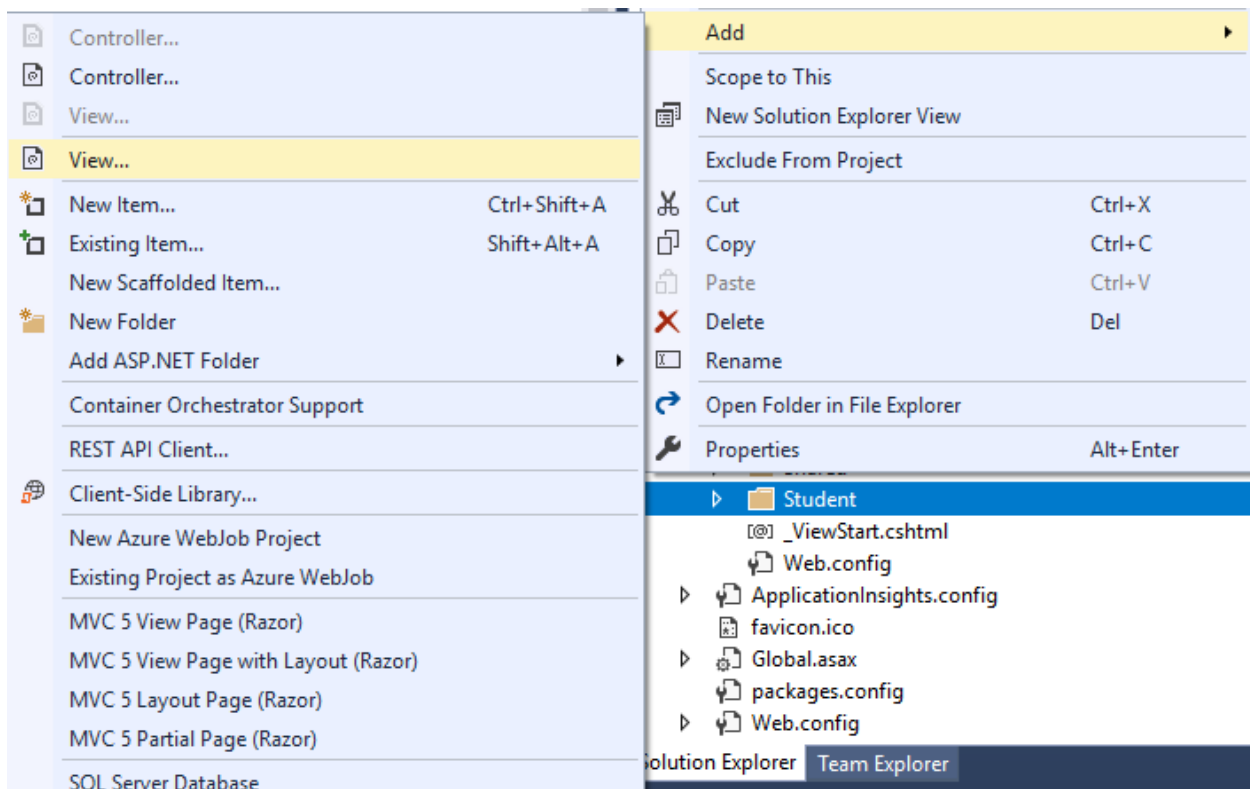 Controller...
Controller...
View...
View...
New Item... Ctrl+Shift+A
Existing Item... Shift+Alt+A
New Scaffolded Item...
New Folder
Add ASP.NET Folder
Container Orchestrator Support
REST API Client...
Client-Side Library...
New Azure WebJob Project
Existing Project as Azure WebJob
MVC 5 View Page (Razor)
MVC 5 View Page with Layout (Razor)
MVC 5 Layout Page (Razor)
MVC 5 Partial Page (Razor)
SQL Server Database
Add
Scope to This
New Solution Explorer View
Exclude From Project
Cut Ctrl+X
Copy Ctrl+C
Paste Ctrl+V
Delete Del
Rename
Open Folder in File Explorer
Properties Alt+Enter
Student
[@] _ViewStart.cshtml
Web.config
ApplicationInsights.config
favicon.ico
Global.asax
packages.config
Web.config
Solution Explorer Team Explorer